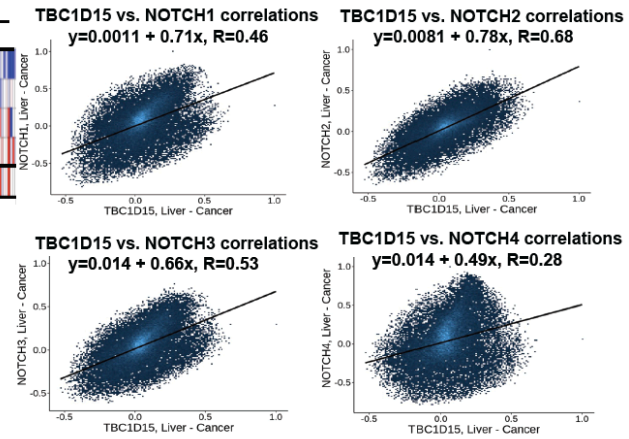 TBC1D15 vs. NOTCH1 correlations
y=0.0011 + 0.71x, R=0.46
1.0
0.5
0.0
-0.5
NOTCH1, Liver - Cancer
-0.5
0.0
0.5
1.0
TBC1D15, Liver - Cancer
TBC1D15 vs. NOTCH2 correlations
y=0.0081 + 0.78x, R=0.68
1.0
0.5
0.0
-0.5
NOTCH2, Liver - Cancer
-0.5
0.0
0.5
1.0
TBC1D15, Liver - Cancer
TBC1D15 vs. NOTCH3 correlations
y=0.014 + 0.66x, R=0.53
1.0
0.5
0.0
-0.5
NOTCH3, Liver - Cancer
-0.5
0.0
0.5
1.0
TBC1D15, Liver - Cancer
TBC1D15 vs. NOTCH4 correlations
y=0.014 + 0.49x, R=0.28
1.0
0.5
0.0
-0.5
NOTCH4, Liver - Cancer
-0.5
0.0
0.5
1.0
TBC1D15, Liver - Cancer